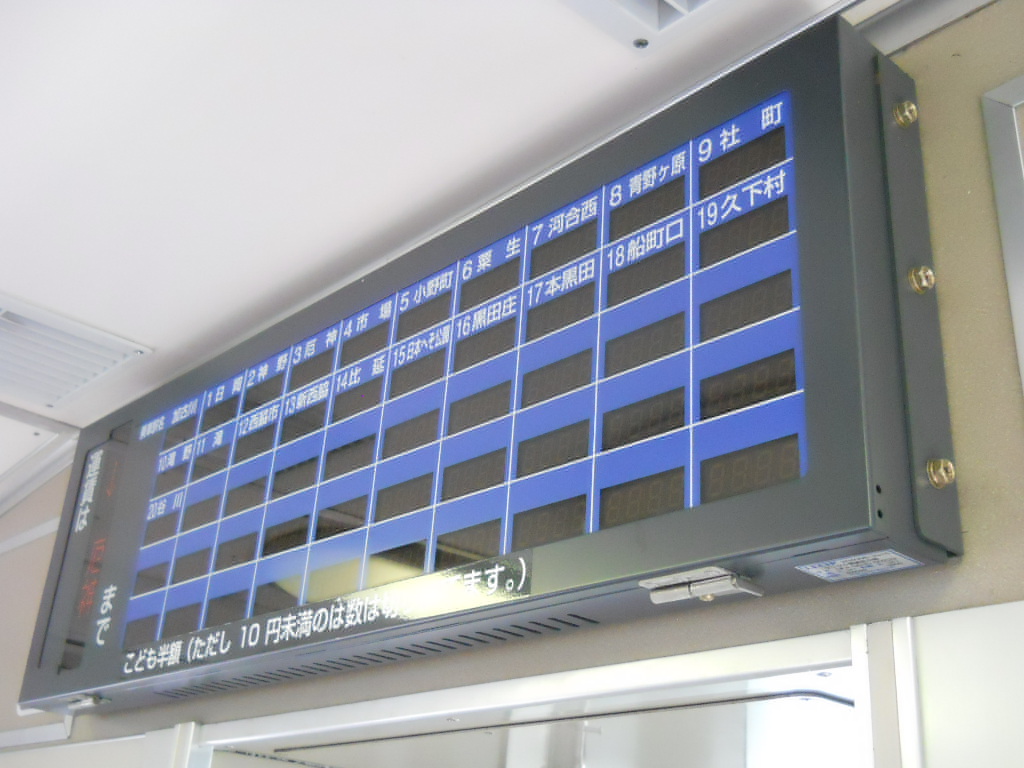 運賃は
まで
加古川 1 日岡 2 神野 3 厄神 4 市場 5 小野町 6 粟生 7 河合西 8 青野ヶ原 9 社町
10 滝野 11 滝 12 西脇市 13 新西脇 14 比延 15 日本へそ公園 16 黒田庄 17 本黒田 18 船町口 19 久下村
20 谷川
こども半額(ただし 10 円未満のは数は切 ます。)